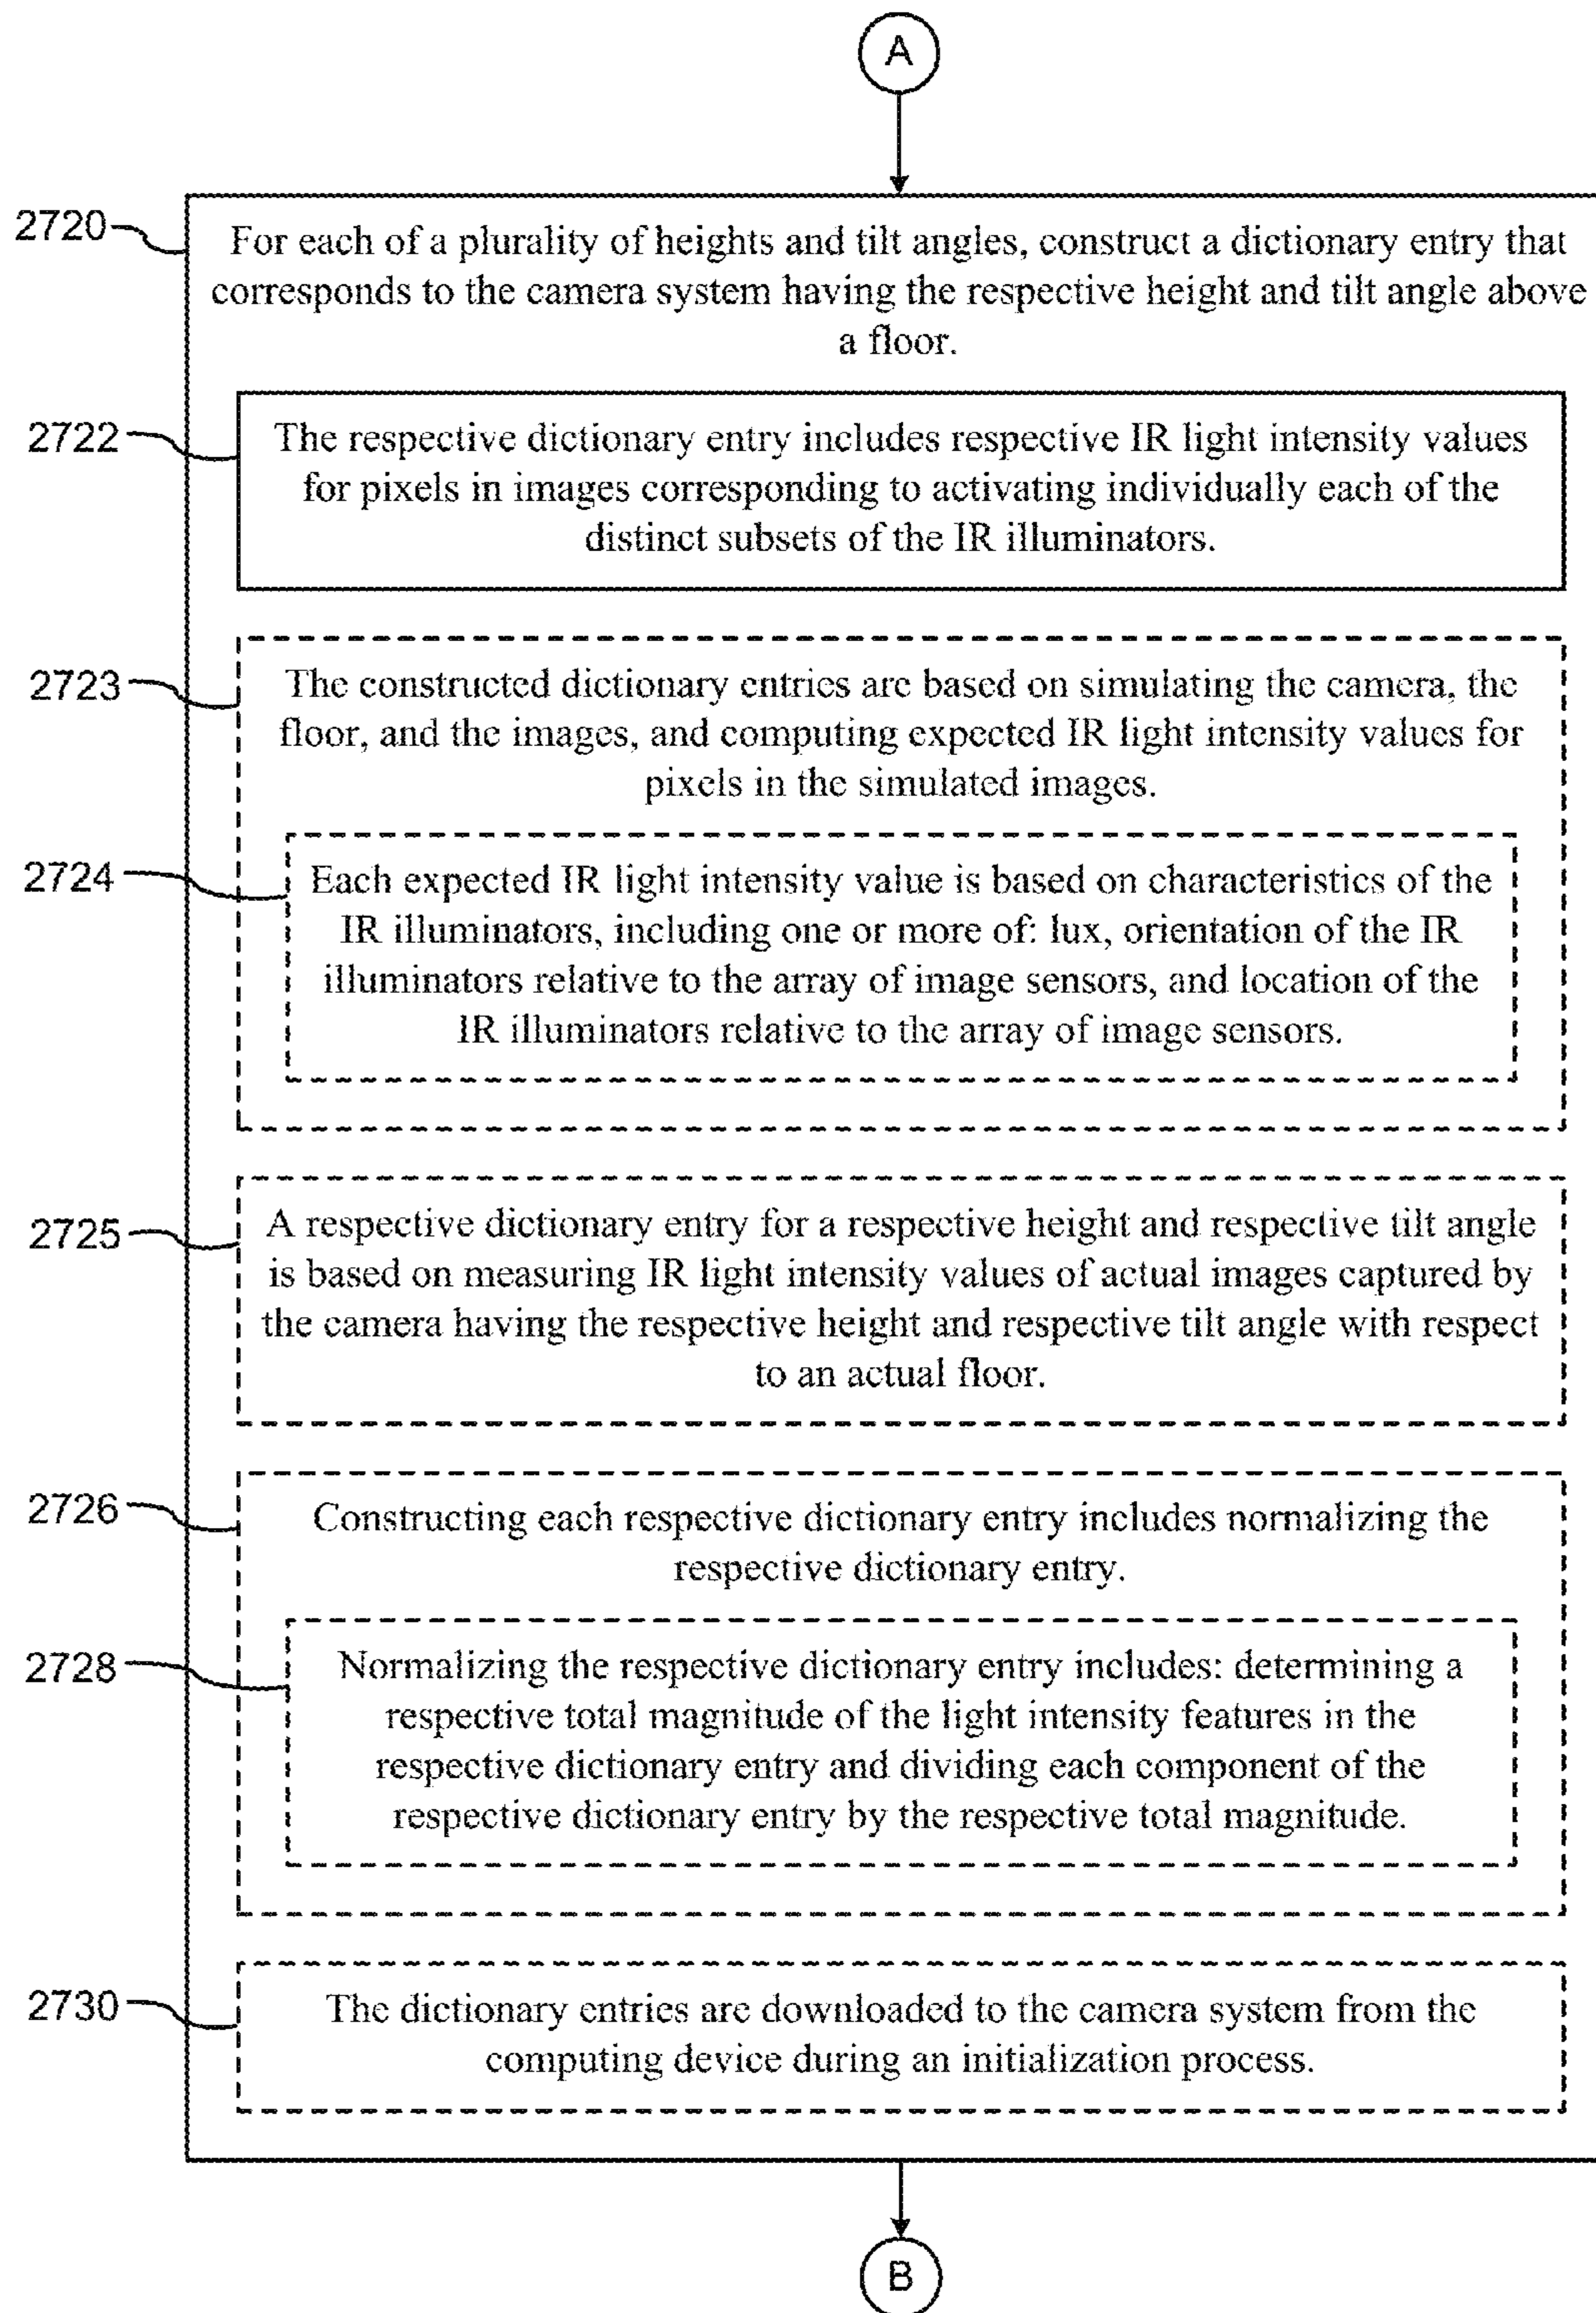 A
2720
For each of a plurality of heights and tilt angles, construct a dictionary entry that
corresponds to the camera system having the respective height and tilt angle above
a floor.
2722
The respective dictionary entry includes respective IR light intensity values
for pixels in images corresponding to activating individually each of the
distinct subsets of the IR illuminators.
2723
The constructed dictionary entries are based on simulating the camera, the
floor, and the images, and computing expected IR light intensity values for
pixels in the simulated images.
2724
Each expected IR light intensity value is based on characteristics of the
IR illuminators, including one or more of: lux, orientation of the IR
illuminators relative to the array of image sensors, and location of the
IR illuminators relative to the array of image sensors.
2725
A respective dictionary entry for a respective height and respective tilt angle
is based on measuring IR light intensity values of actual images captured by
the camera having the respective height and respective tilt angle with respect
to an actual floor.
2726
Constructing each respective dictionary entry includes normalizing the
respective dictionary entry.
2728
Normalizing the respective dictionary entry includes: determining a
respective total magnitude of the light intensity features in the
respective dictionary entry and dividing each component of the
respective dictionary entry by the respective total magnitude.
2730
The dictionary entries are downloaded to the camera system from the
computing device during an initialization process.
B